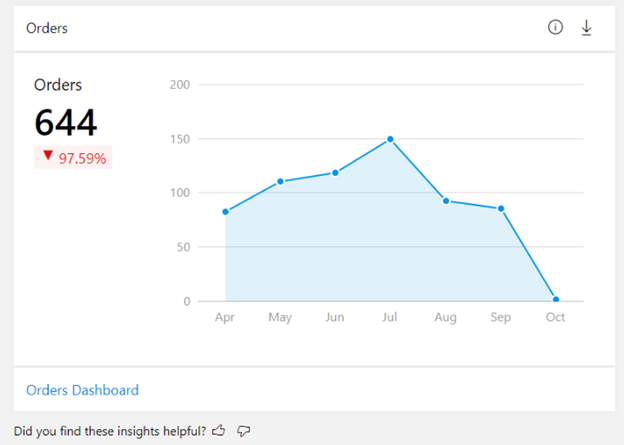 Orders
Orders
644
97.59%
200
150
100
50
0
Apr May Jun Jul Aug Sep Oct
Orders Dashboard
Did you find these insights helpful?